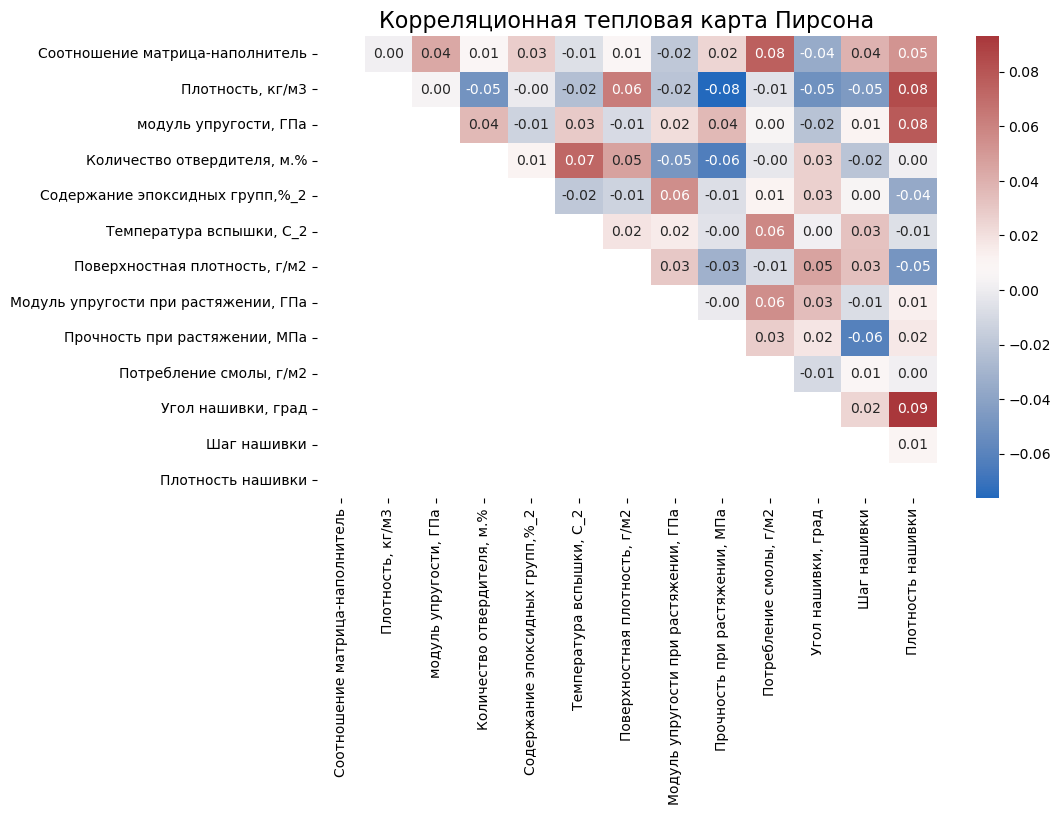 Корреляционная тепловая карта Пирсона
Соотношение матрица-наполнитель 0.00 0.04 0.01 0.03 -0.01 0.01 -0.02 0.02 0.08 -0.04 0.04 0.05
Плотность, кг/м3 0.00 -0.05 -0.00 -0.02 0.06 -0.02 -0.08 -0.01 -0.05 -0.05 0.08
модуль упругости, ГПа 0.04 -0.01 0.03 -0.01 0.02 0.04 0.00 -0.02 0.01 0.08
Количество отвердителя, м.% 0.01 0.07 0.05 -0.05 -0.06 -0.00 0.03 -0.02 0.00
Содержание эпоксидных групп,%_2 -0.02 -0.01 0.06 -0.01 0.01 0.03 0.00 -0.04
Температура вспышки, С_2 0.02 0.02 -0.00 0.06 0.00 0.03 -0.01
Поверхностная плотность, г/м2 0.03 -0.03 -0.01 0.05 0.03 -0.05
Модуль упругости при растяжении, ГПа -0.00 0.06 0.03 -0.01 0.01
Прочность при растяжении, МПа 0.03 0.02 -0.06 0.02
Потребление смолы, г/м2 -0.01 0.01 0.00
Угол нашивки, град 0.02 0.09
Шаг нашивки 0.01
Плотность нашивки
Соотношение матрица-наполнитель
Плотность, кг/м3
модуль упругости, ГПа
Количество отвердителя, м.%
Содержание эпоксидных групп,%_2
Температура вспышки, С_2
Поверхностная плотность, г/м2
Модуль упругости при растяжении, ГПа
Прочность при растяжении, МПа
Потребление смолы, г/м2
Угол нашивки, град
Шаг нашивки
Плотность нашивки
0.08
0.06
0.04
0.02
0.00
−0.02
−0.04
−0.06